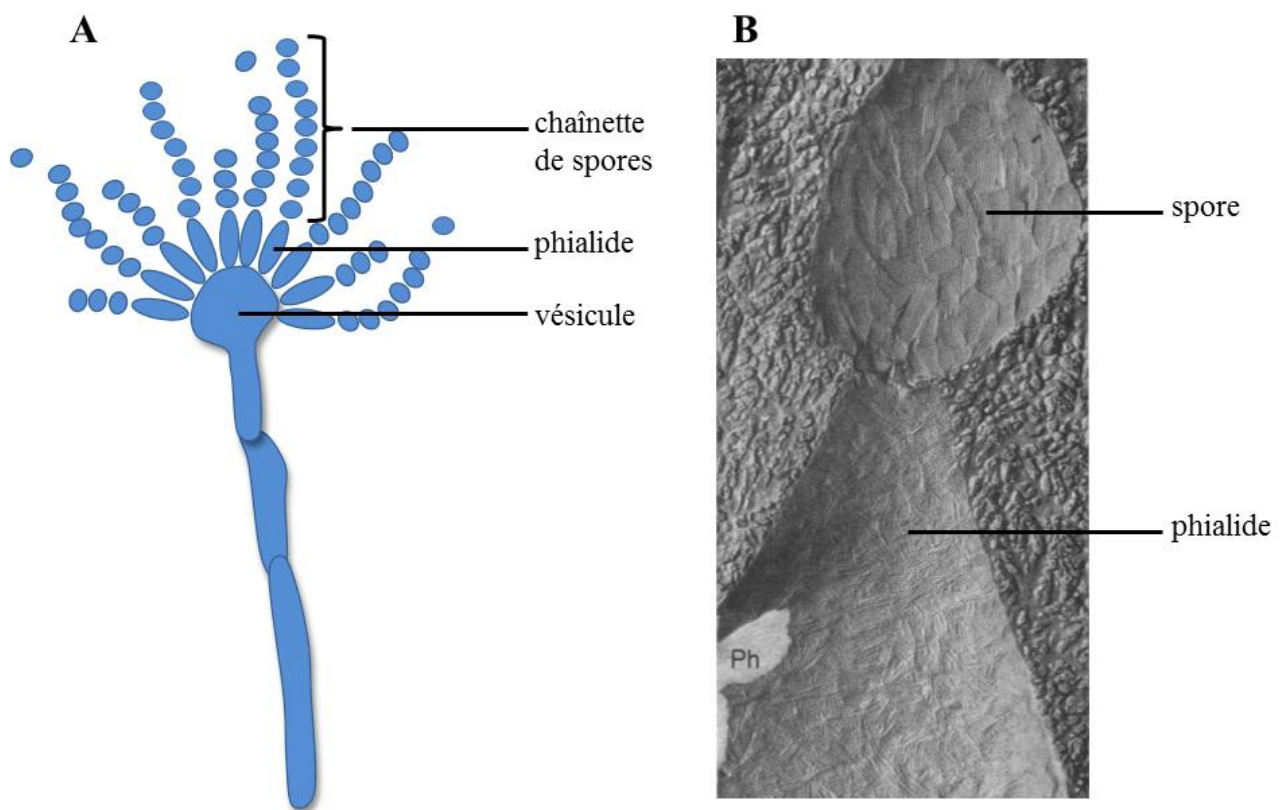 A
chaînette
de spores
phialide
vésicule
B
spore
phialide
Ph